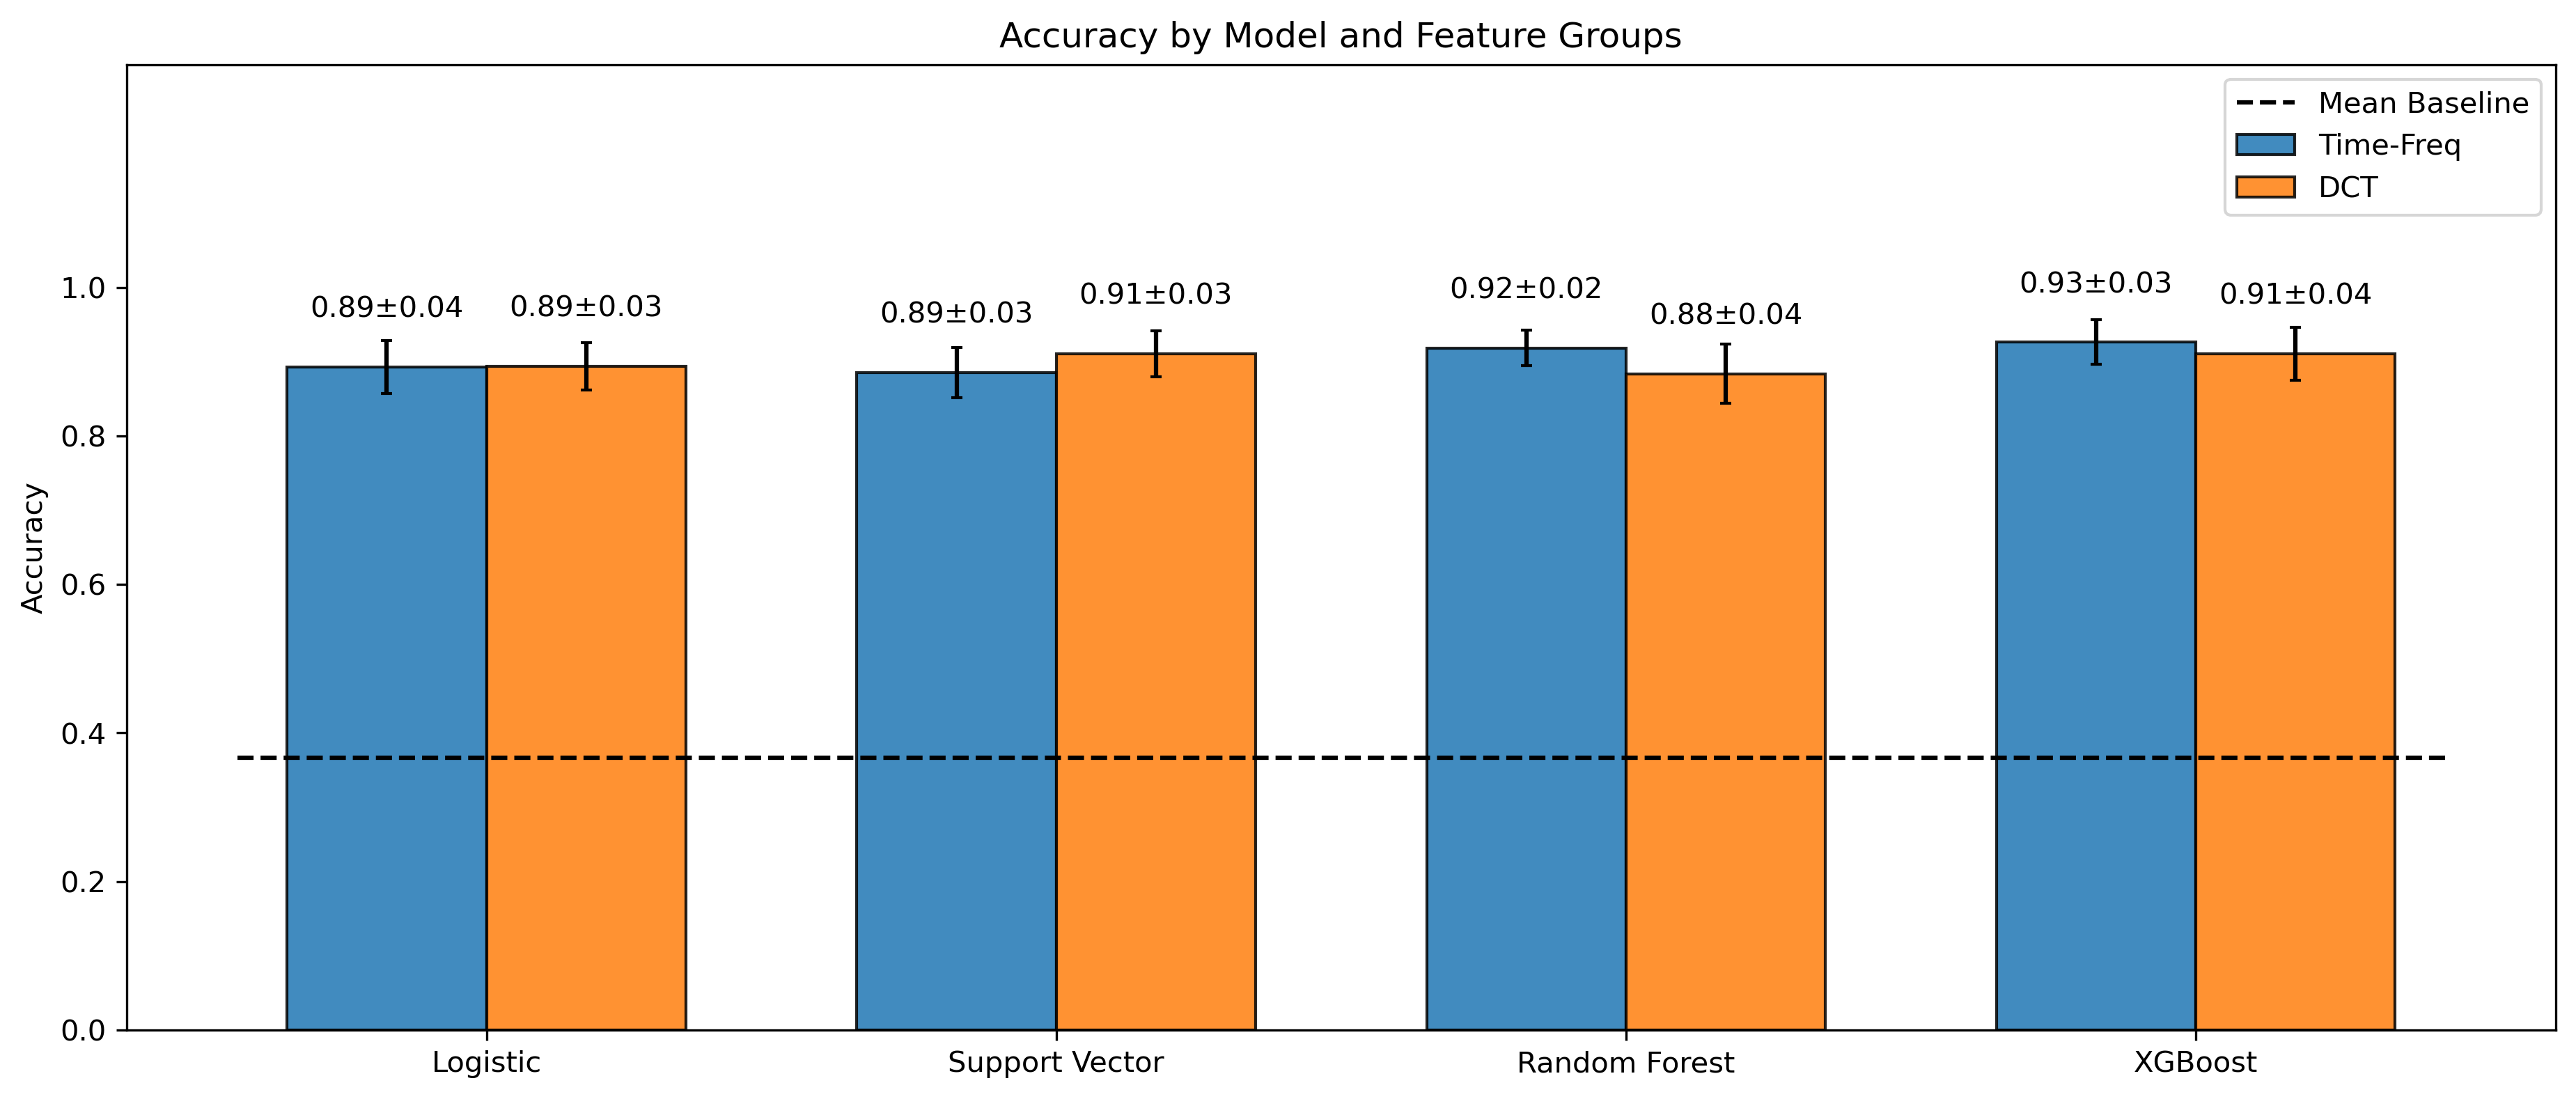 Accuracy by Model and Feature Groups
Mean Baseline
Time-Freq
DCT
Accuracy
1.0
0.8
0.6
0.4
0.2
0.0
0.89±0.04
0.89±0.03
0.89±0.03
0.91±0.03
0.92±0.02
0.88±0.04
0.93±0.03
0.91±0.04
Logistic
Support Vector
Random Forest
XGBoost